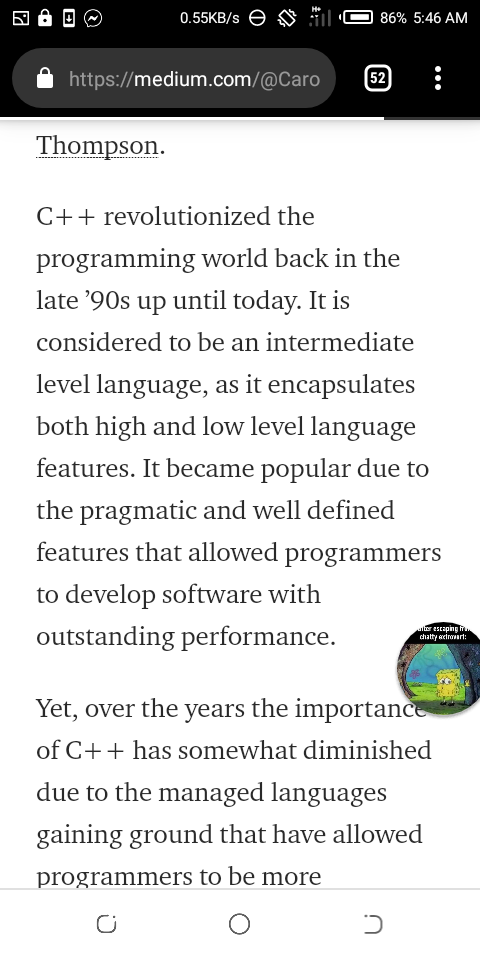 0.55KB/s
H+
86% 5:46 AM
https://medium.com/@Caro
52
Thompson.
C++ revolutionized the
programming world back in the
late ’90s up until today. It is
considered to be an intermediate
level language, as it encapsulates
both high and low level language
features. It became popular due to
the pragmatic and well defined
features that allowed programmers
to develop software with
outstanding performance.
chatty extrovert:
Yet, over the years the importance
of C++ has somewhat diminished
due to the managed languages
gaining ground that have allowed
programmers to be more